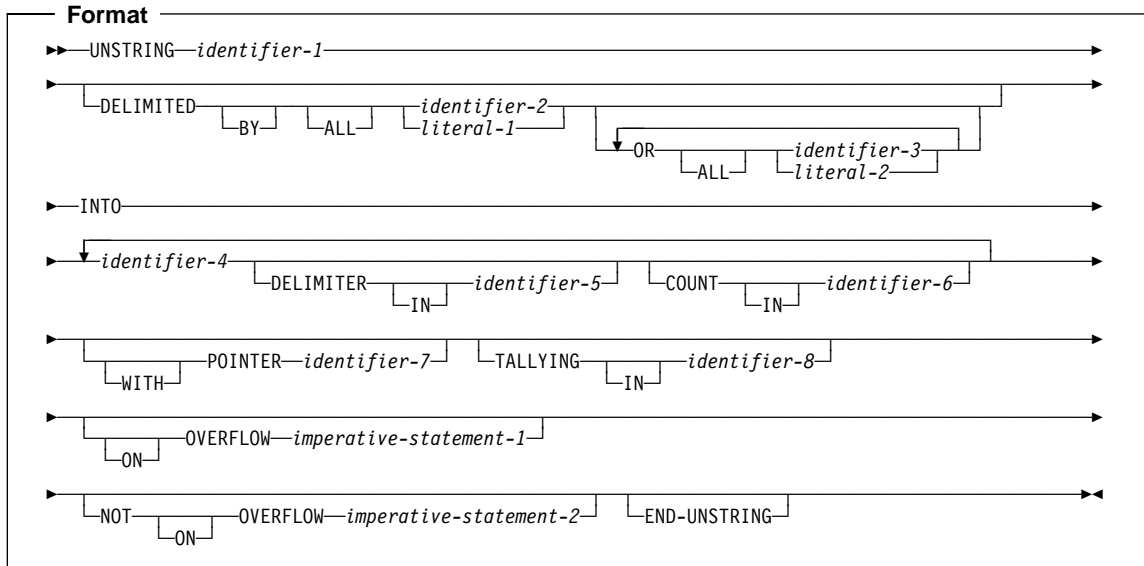 Format
UNSTRING identifier-1
DELIMITED BY ALL identifier-2
literal-1
OR ALL identifier-3
literal-2
INTO
identifier-4 DELIMITER IN identifier-5 COUNT IN identifier-6
WITH POINTER identifier-7 TALLYING IN identifier-8
ON OVERFLOW imperative-statement-1
NOT ON OVERFLOW imperative-statement-2 END-UNSTRING